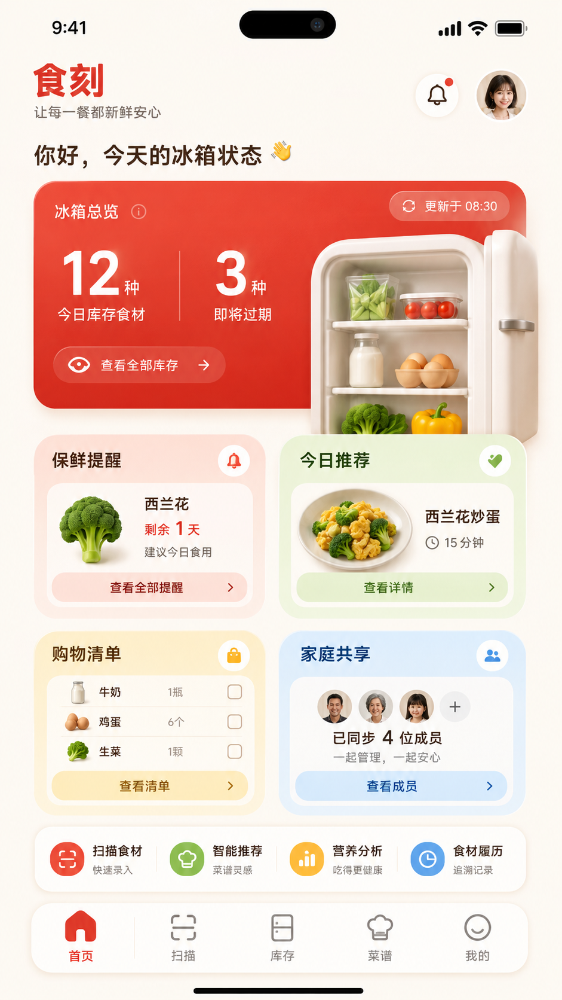 9:41
食刻
让每一餐都新鲜安心
你好，今天的冰箱状态 👋
冰箱总览
更新于 08:30
12 种
今日库存食材
3 种
即将过期
查看全部库存
保鲜提醒
西兰花
剩余 1 天
建议今日食用
查看全部提醒
今日推荐
西兰花炒蛋
15 分钟
查看详情
购物清单
牛奶 1瓶
鸡蛋 6个
生菜 1颗
查看清单
家庭共享
已同步 4 位成员
一起管理，一起安心
查看成员
扫描食材
快速录入
智能推荐
菜谱灵感
营养分析
吃得更健康
食材履历
追溯记录
首页
扫描
库存
菜谱
我的